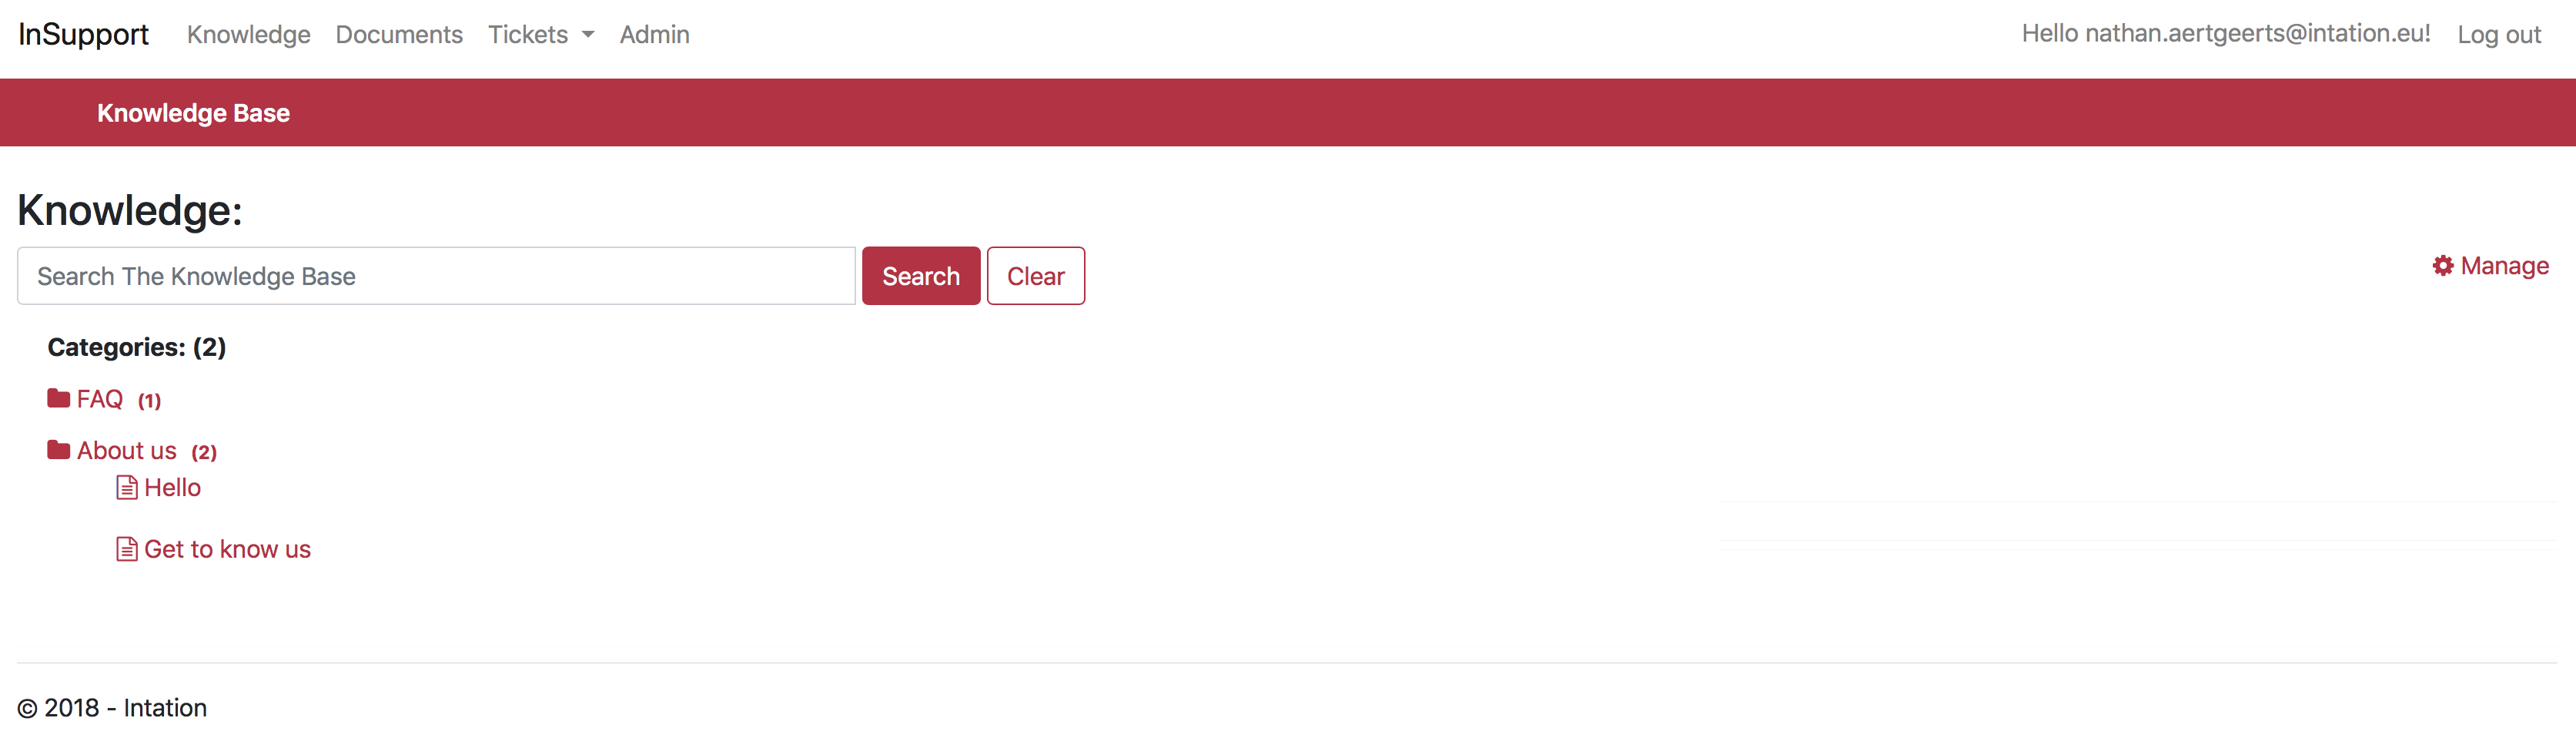 InSupport Knowledge Documents Tickets Admin Hello nathan.aertgeerts@intation.eu! Log out
Knowledge Base
Knowledge:
Search The Knowledge Base Search Clear Manage
Categories: (2)
FAQ (1)
About us (2)
Hello
Get to know us
© 2018 - Intation